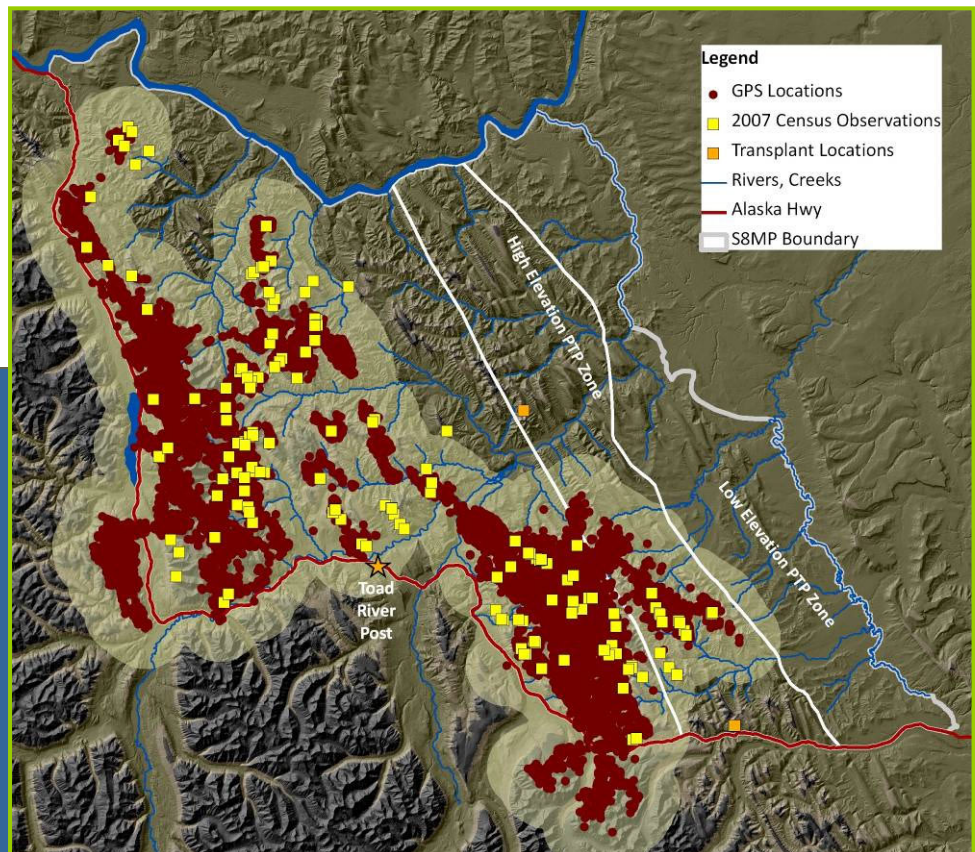 Legend
GPS Locations
2007 Census Observations
Transplant Locations
Rivers, Creeks
Alaska Hwy
S8MP Boundary
High Elevation PTP Zone
Low Elevation PTP Zone
Toad
River
Post